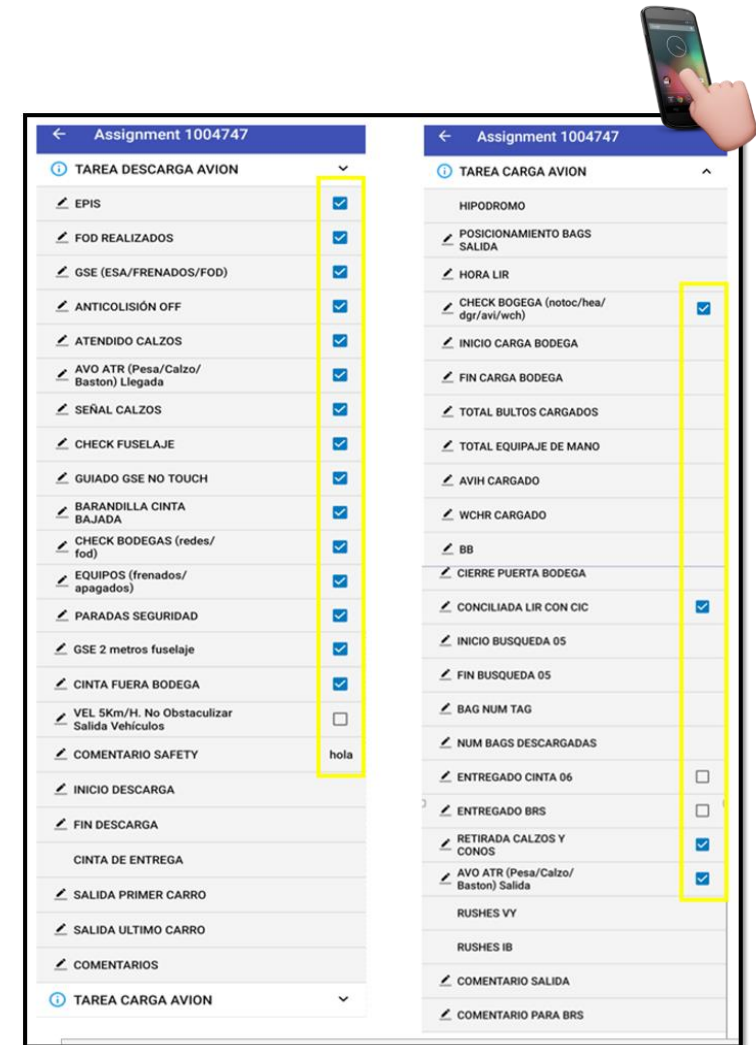 Assignment 1004747
TAREA DESCARGA AVION
EPIS
FOD REALIZADOS
GSE (ESA/FRENADOS/FOD)
ANTICOLISIÓN OFF
ATENDIDO CALZOS
AVO ATR (Pesa/Calzo/
Baston) Llegada
SEÑAL CALZOS
CHECK FUSELAJE
GUIADO GSE NO TOUCH
BARANDILLA CINTA
BAJADA
CHECK BODEGAS (redes/
fod)
EQUIPOS (frenados/
apagados)
PARADAS SEGURIDAD
GSE 2 metros fuselaje
CINTA FUERA BODEGA
VEL 5Km/H. No Obstaculizar
Salida Vehículos
COMENTARIO SAFETY hola
INICIO DESCARGA
FIN DESCARGA
CINTA DE ENTREGA
SALIDA PRIMER CARRO
SALIDA ULTIMO CARRO
COMENTARIOS
TAREA CARGA AVION
Assignment 1004747
TAREA CARGA AVION
HIPODROMO
POSICIONAMIENTO BAGS
SALIDA
HORA LIR
CHECK BOGEGA (notoc/hea/
dgr/avi/wch)
INICIO CARGA BODEGA
FIN CARGA BODEGA
TOTAL BULTOS CARGADOS
TOTAL EQUIPAJE DE MANO
AVIH CARGADO
WCHR CARGADO
BB
CIERRE PUERTA BODEGA
CONCILIADA LIR CON CIC
INICIO BUSQUEDA 05
FIN BUSQUEDA 05
BAG NUM TAG
NUM BAGS DESCARGADAS
ENTREGADO CINTA 06
ENTREGADO BRS
RETIRADA CALZOS Y
CONOS
AVO ATR (Pesa/Calzo/
Baston) Salida
RUSHES VY
RUSHES IB
COMENTARIO SALIDA
COMENTARIO PARA BRS